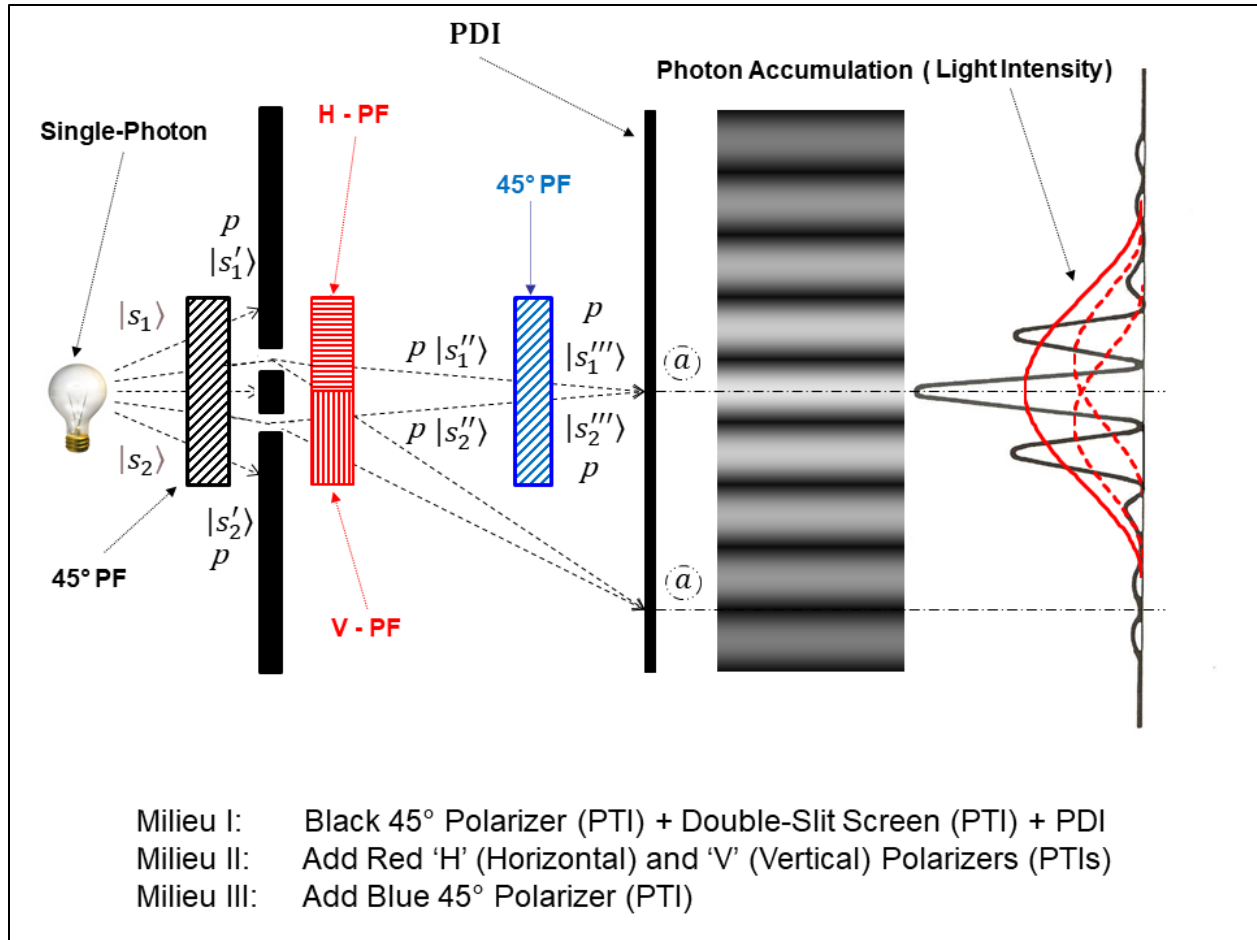 PDI
Photon Accumulation ( Light Intensity)
H - PF
Single-Photon
45° PF
p
|s₁′⟩
|s₁⟩
p |s₁′′⟩
p
|s₁′′′⟩
a
p |s₂′′⟩
|s₂′′′⟩
p
|s₂⟩
|s₂′⟩
p
45° PF
a
V - PF
Milieu I: Black 45° Polarizer (PTI) + Double-Slit Screen (PTI) + PDI
Milieu II: Add Red ‘H’ (Horizontal) and ‘V’ (Vertical) Polarizers (PTIs)
Milieu III: Add Blue 45° Polarizer (PTI)